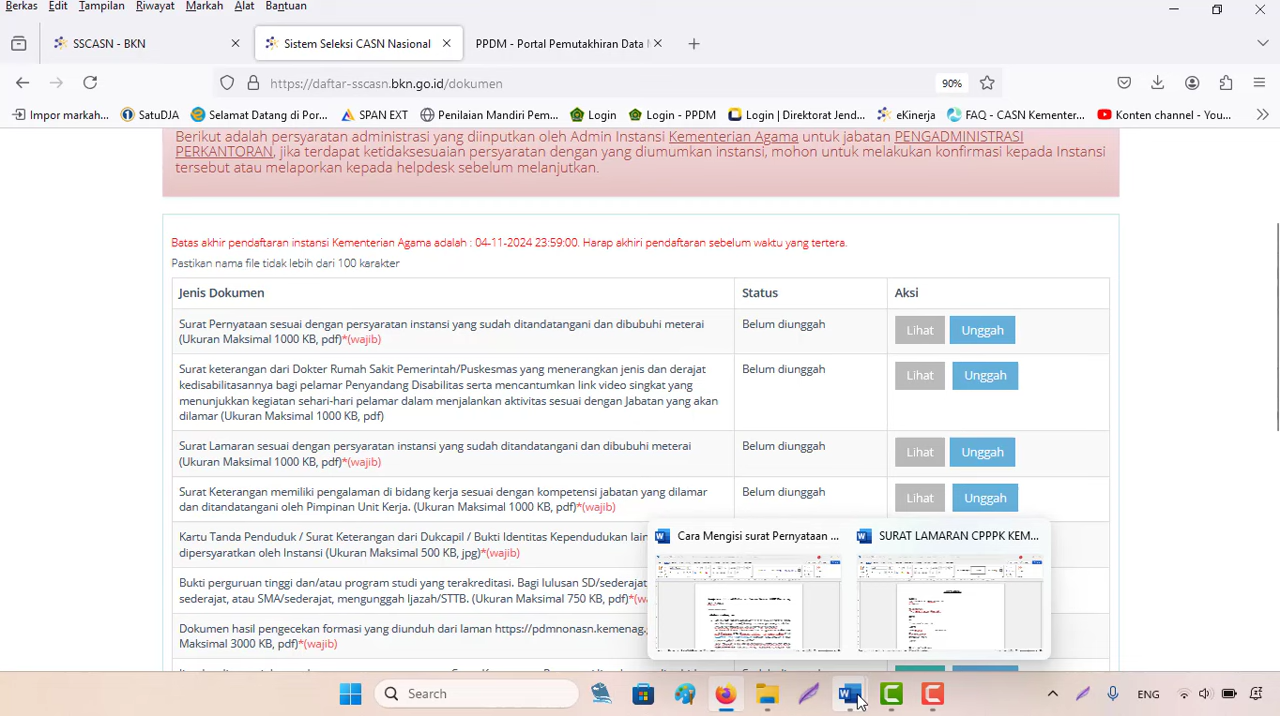 Berkas Edit Tampilan Riwayat Markah Alat Bantuan
SSCASN - BKN
Sistem Seleksi CASN Nasional
PPDM - Portal Pemutakhiran Data
https://daftar-sscasn.bkn.go.id/dokumen
90%
Impor markah... SatuDJA Selamat Datang di Por... SPAN EXT Penilaian Mandiri PMA... Login Login - PPDM Login | Direktorat Jend... eKinerja FAQ - CASN Kementer... Konten channel - You...
Berikut adalah persyaratan administrasi yang diinputkan oleh Admin Instansi Kementerian Agama untuk jabatan PENGADMINISTRASI
PERKANTORAN, jika terdapat ketidaksesuaian persyaratan dengan yang diumumkan instansi, mohon untuk melakukan konfirmasi kepada Instansi
tersebut atau melaporkan kepada helpdesk sebelum melanjutkan.
Batas akhir pendaftaran instansi Kementerian Agama adalah : 04-11-2024 23:59:00. Harap akhiri pendaftaran sebelum waktu yang tertera.
Pastikan nama file tidak lebih dari 100 karakter
Jenis Dokumen Status Aksi
Surat Pernyataan sesuai dengan persyaratan instansi yang sudah ditandatangani dan dibubuhi meterai
(Ukuran Maksimal 1000 KB, pdf)*(wajib)
Belum diunggah Lihat Unggah
Surat keterangan dari Dokter Rumah Sakit Pemerintah/Puskesmas yang menerangkan jenis dan derajat
kedisabilitasannya bagi pelamar Penyandang Disabilitas serta mencantumkan link video singkat yang
menunjukkan kegiatan sehari-hari pelamar dalam menjalankan aktivitas sesuai dengan Jabatan yang akan
dilamar (Ukuran Maksimal 1000 KB, pdf)
Belum diunggah Lihat Unggah
Surat Lamaran sesuai dengan persyaratan instansi yang sudah ditandatangani dan dibubuhi meterai
(Ukuran Maksimal 1000 KB, pdf)*(wajib)
Belum diunggah Lihat Unggah
Surat Keterangan memiliki pengalaman di bidang kerja sesuai dengan kompetensi jabatan yang dilamar
dan ditandatangani oleh Pimpinan Unit Kerja. (Ukuran Maksimal 1000 KB, pdf)*(wajib)
Belum diunggah Lihat Unggah
Kartu Tanda Penduduk / Surat Keterangan dari Dukcapil / Bukti Identitas Kependudukan lain
dipersyaratkan oleh Instansi (Ukuran Maksimal 500 KB, jpg)*(wajib)
Bukti perguruan tinggi dan/atau program studi yang terakreditasi. Bagi lulusan SD/sederajat
sederajat, atau SMA/sederajat, mengunggah Ijazah/STTB. (Ukuran Maksimal 750 KB, pdf)*(wa
Dokumen hasil pengecekan formasi yang diunduh dari laman https://pdmnonasn.kemenag.
Maksimal 3000 KB, pdf)*(wajib)
Cara Mengisi surat Pernyataan ...
SURAT LAMARAN CPPPK KEM...
Search
ENG